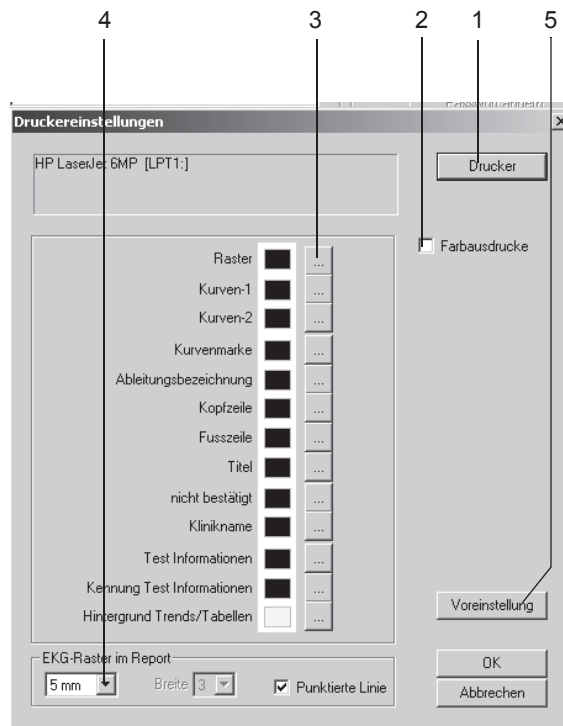 4 3 2 1 5
Passwort ändern
Druckereinstellungen
HP LaserJet 6MP [LPT1:]
Drucker
Farbausdrucke
Raster ...
Kurven-1 ...
Kurven-2 ...
Kurvenmarke ...
Ableitungsbezeichnung ...
Kopfzeile ...
Fusszeile ...
Titel ...
nicht bestätigt ...
Klinikname ...
Test Informationen ...
Kennung Test Informationen ...
Hintergrund Trends/Tabellen ...
Voreinstellung
EKG-Raster im Report
5 mm Breite 3 Punktierte Linie
OK
Abbrechen